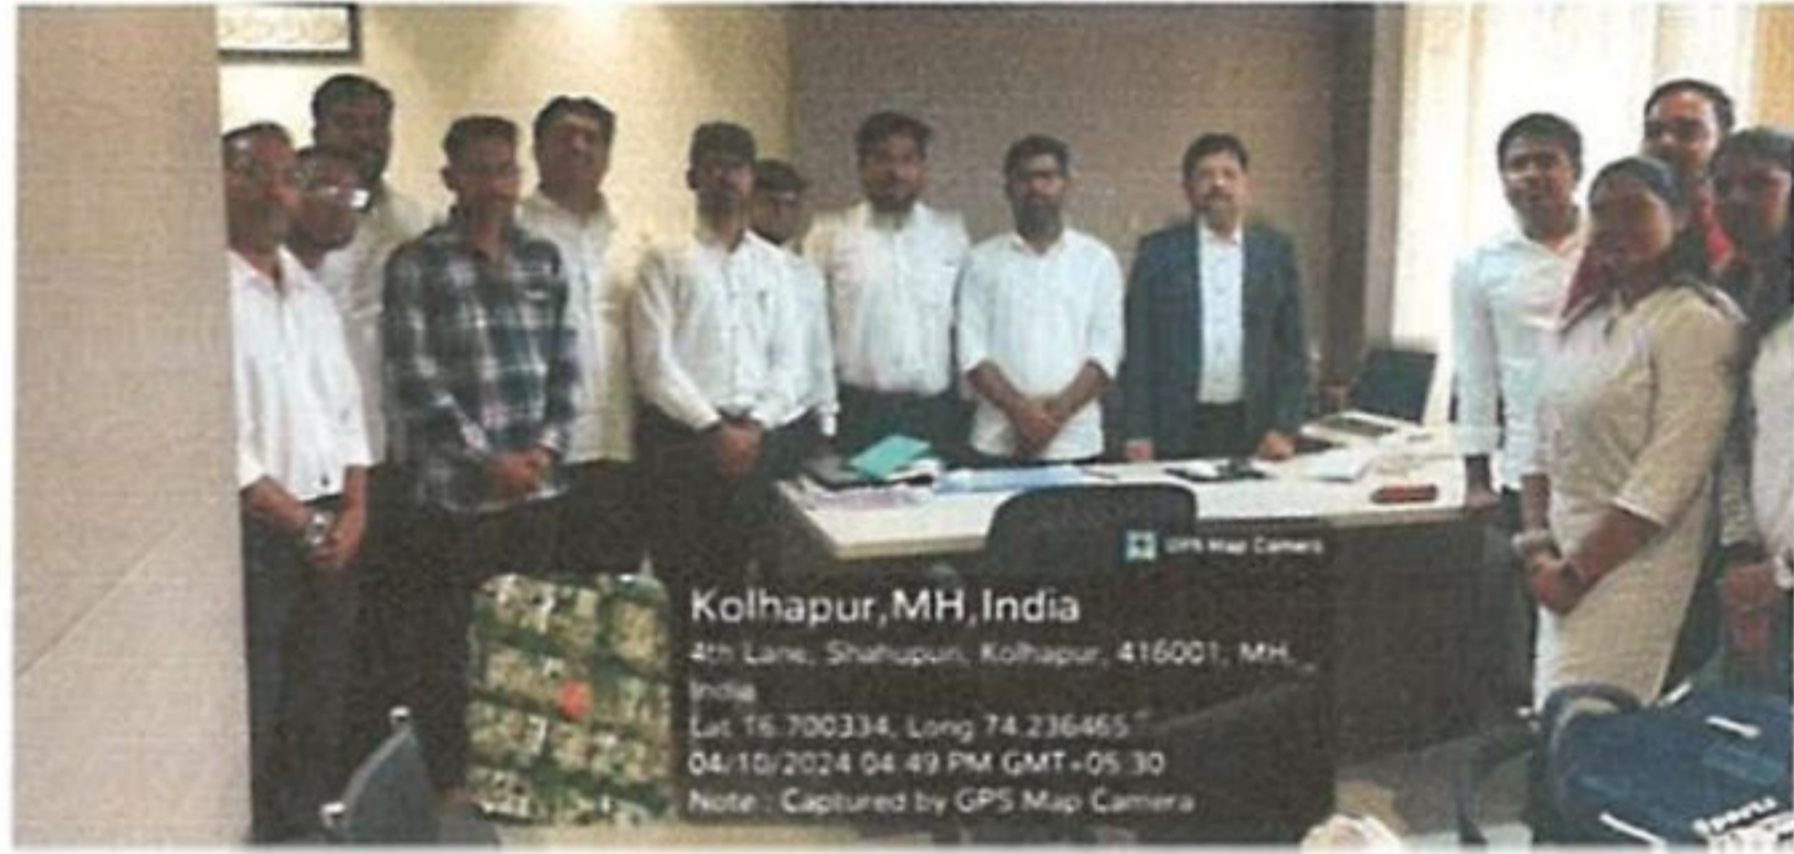 GPS Map Camera
Kolhapur,MH,India
4th Lane, Shahupuri, Kolhapur, 416001, MH,
India
Lat 16.700334, Long 74.236465°
04/10/2024 04:49 PM GMT+05:30
Note : Captured by GPS Map Camera